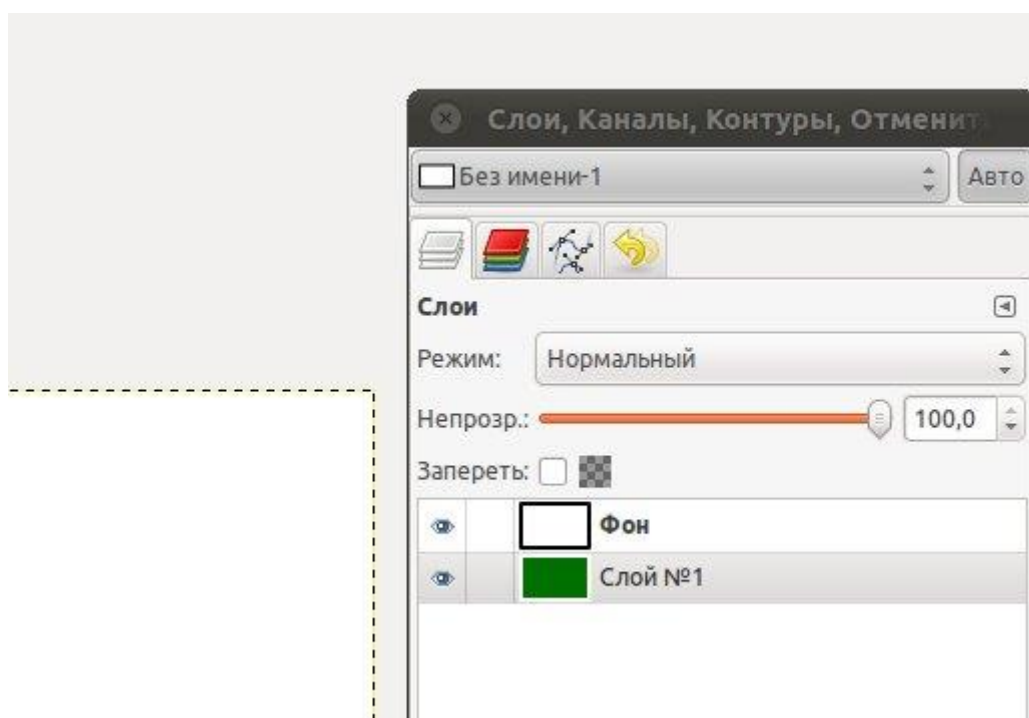 Слои, Каналы, Контуры, Отменить
Без имени-1 Авто
Слои
Режим: Нормальный
Непрозр.: 100,0
Запереть:
Фон
Слой №1